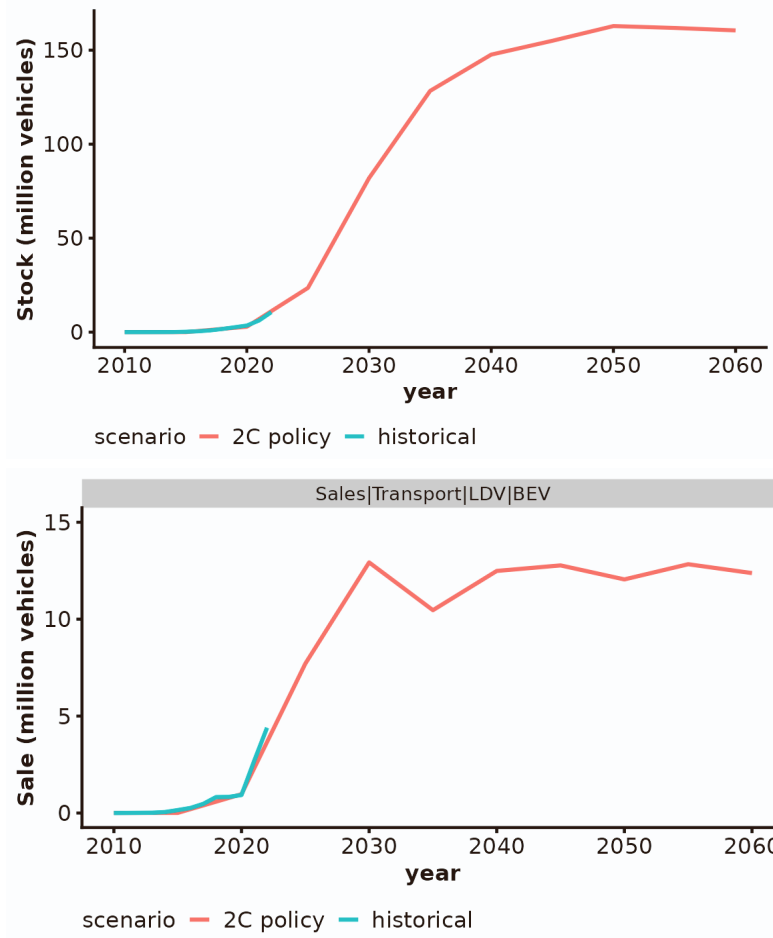 Stock (million vehicles)
150
100
50
0
2010 2020 2030 2040 2050 2060
year
scenario 2C policy historical
Sales|Transport|LDV|BEV
Sale (million vehicles)
15
10
5
0
2010 2020 2030 2040 2050 2060
year
scenario 2C policy historical